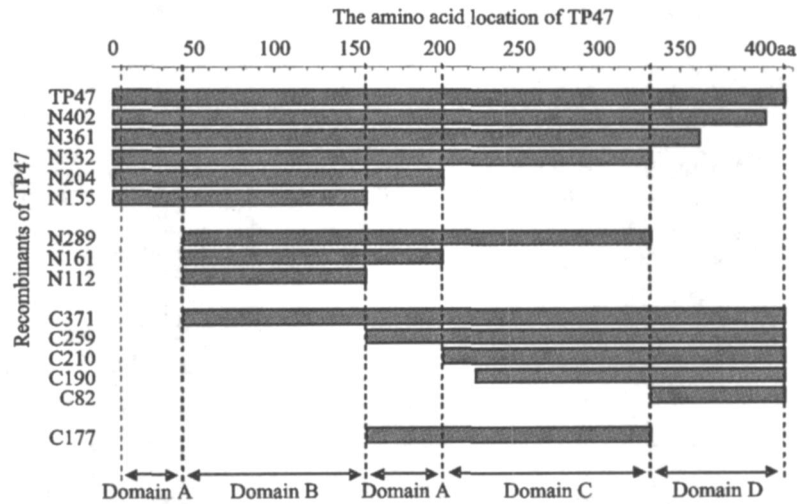 The amino acid location of TP47
0 50 100 150 200 250 300 350 400aa
Recombinants of TP47
TP47
N402
N361
N332
N204
N155
N289
N161
N112
C371
C259
C210
C190
C82
C177
Domain A Domain B Domain A Domain C Domain D